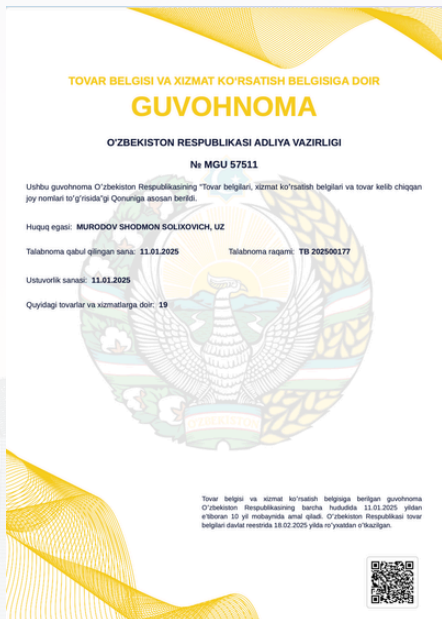 TOVAR BELGISI VA XIZMAT KO'RSATISH BELGISIGA DOIR
GUVOHNOMA
O'ZBEKISTON RESPUBLIKASI ADLIYA VAZIRLIGI
№ MGU 57511
Ushbu guvohnoma O'zbekiston Respublikasining "Tovar belgilari, xizmat ko'rsatish belgilari va tovar kelib chiqqan
joy nomlari to'g'risida"gi Qonuniga asosan berildi.
Huquq egasi: MURODOV SHODMON SOLIXOVICH, UZ
Talabnoma qabul qilingan sana: 11.01.2025 Talabnoma raqami: TB 202500177
Ustuvorlik sanasi: 11.01.2025
Quyidagi tovarlar va xizmatlarga doir: 19
O'ZBEKISTON
Tovar belgisi va xizmat ko'rsatish belgisiga berilgan guvohnoma
O'zbekiston Respublikasining barcha hududida 11.01.2025 yildan
e'tiboran 10 yil mobaynida amal qiladi. O'zbekiston Respublikasi tovar
belgilari davlat reestrida 18.02.2025 yilda ro'yxatdan o'tkazilgan.